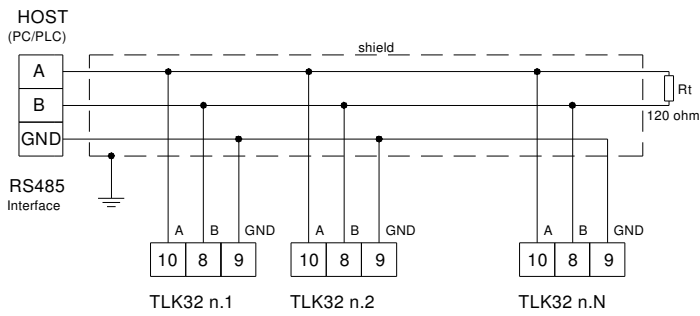 HOST
(PC/PLC)
shield
A
B
GND
Rt
120 ohm
RS485
Interface
A B GND
10 8 9
TLK32 n.1
A B GND
10 8 9
TLK32 n.2
A B GND
10 8 9
TLK32 n.N